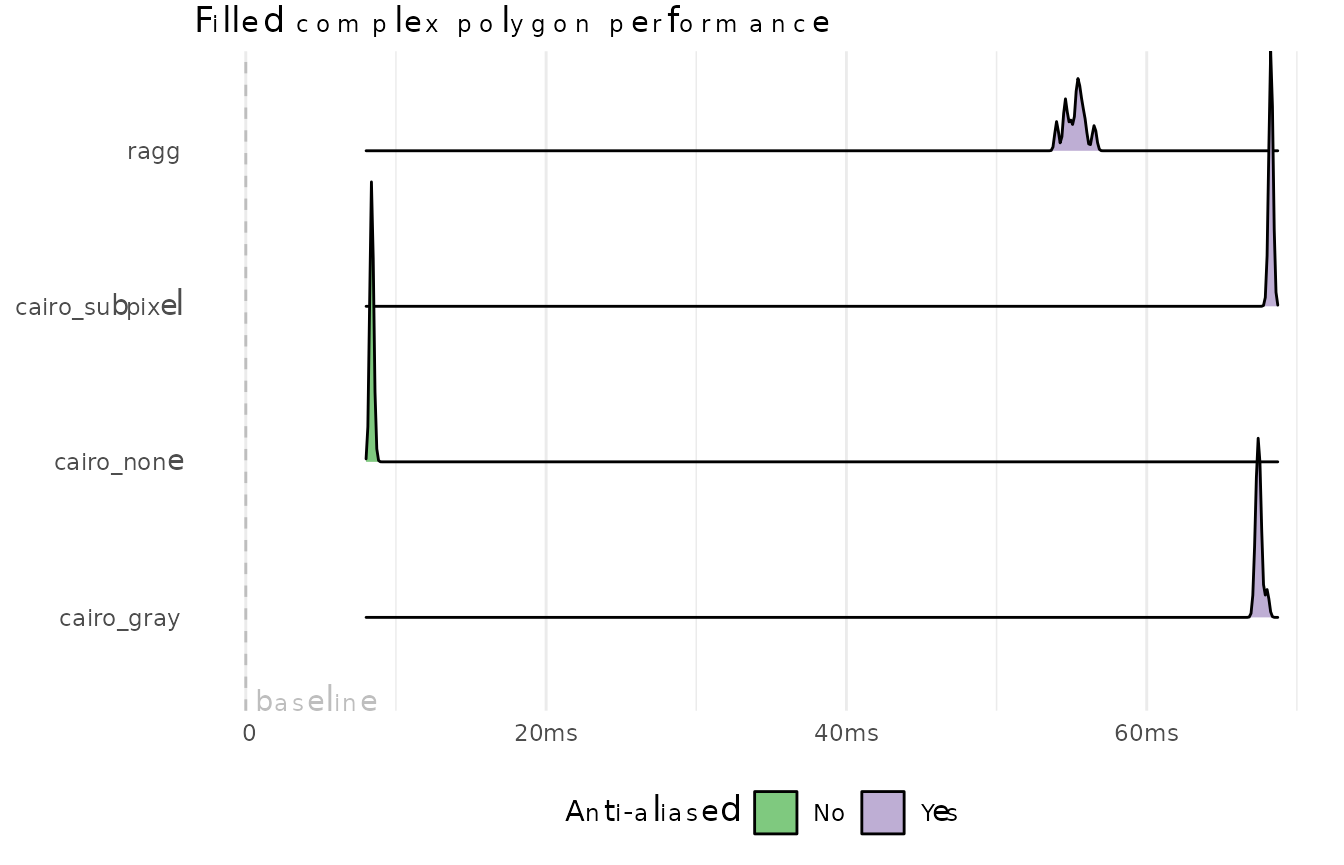 Filled complex polygon performance
ragg
cairo_subpixel
cairo_none
cairo_gray
baseline
0 20ms 40ms 60ms
Anti-aliased No Yes